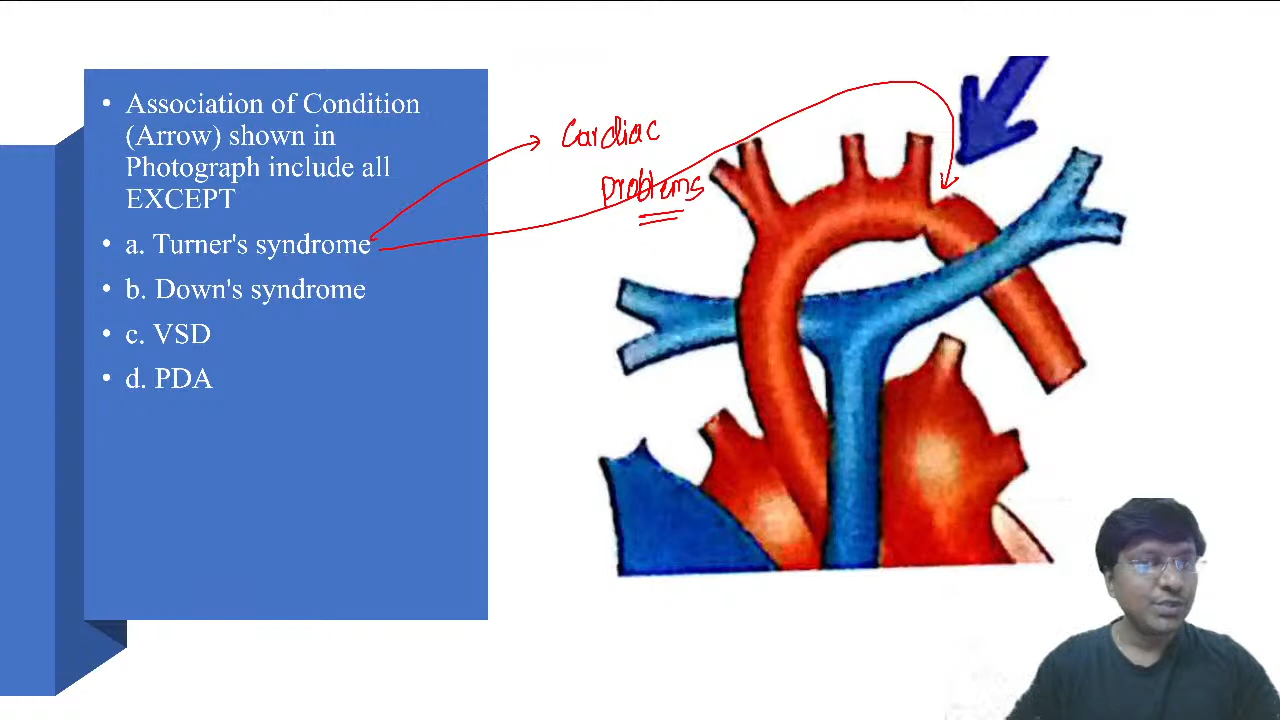 • Association of Condition
(Arrow) shown in
Photograph include all
EXCEPT
• a. Turner's syndrome
• b. Down's syndrome
• c. VSD
• d. PDA
Cardiac
Problems